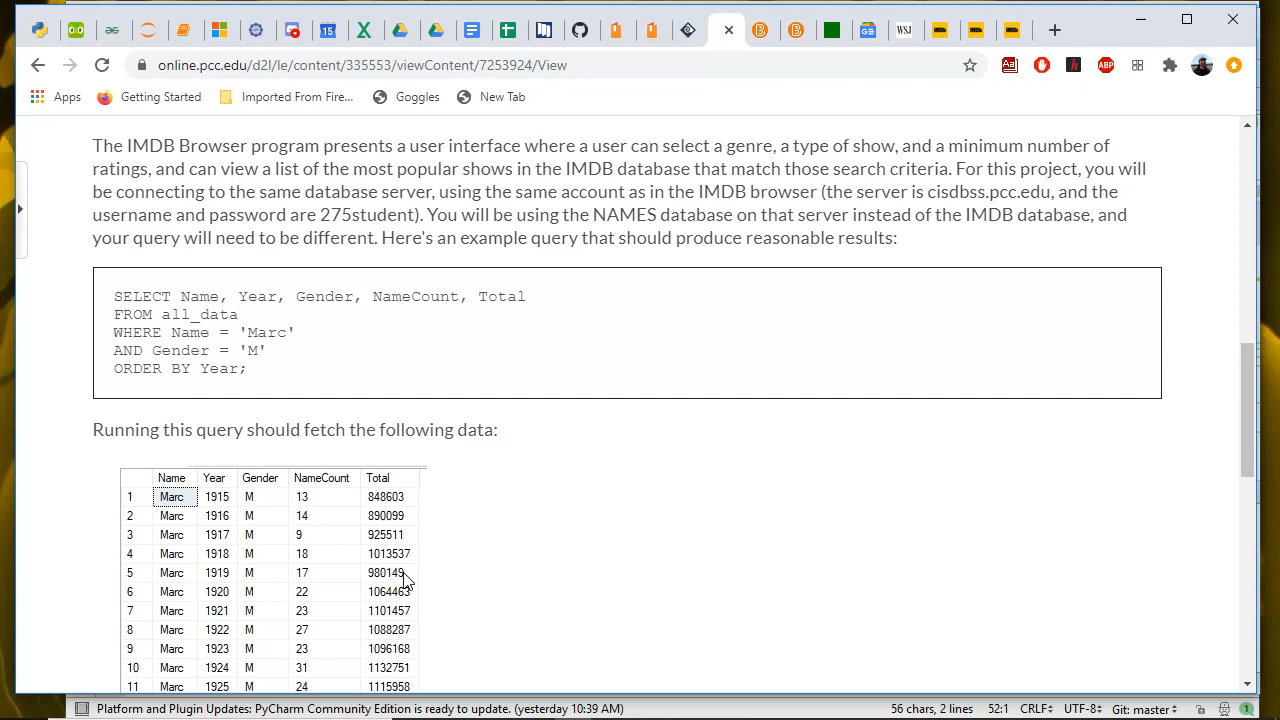 15
X
GE
WSJ
IMDb
IMDb
IMDb
online.pcc.edu/d2l/le/content/335553/viewContent/7253924/View
h
ABP
Apps
Getting Started
Imported From Fire...
Goggles
New Tab
The IMDB Browser program presents a user interface where a user can select a genre, a type of show, and a minimum number of
ratings, and can view a list of the most popular shows in the IMDB database that match those search criteria. For this project, you will
be connecting to the same database server, using the same account as in the IMDB browser (the server is cisdbss.pcc.edu, and the
username and password are 275student). You will be using the NAMES database on that server instead of the IMDB database, and
your query will need to be different. Here's an example query that should produce reasonable results:
SELECT Name, Year, Gender, NameCount, Total
FROM all_data
WHERE Name = 'Marc'
AND Gender = 'M'
ORDER BY Year;
Running this query should fetch the following data:
Name Year Gender NameCount Total
1 Marc 1915 M 13 848603
2 Marc 1916 M 14 890099
3 Marc 1917 M 9 925511
4 Marc 1918 M 18 1013537
5 Marc 1919 M 17 980149
6 Marc 1920 M 22 1064463
7 Marc 1921 M 23 1101457
8 Marc 1922 M 27 1088287
9 Marc 1923 M 23 1096168
10 Marc 1924 M 31 1132751
11 Marc 1925 M 24 1115958
Platform and Plugin Updates: PyCharm Community Edition is ready to update. (yesterday 10:39 AM) 56 chars, 2 lines 52:1 CRLF UTF-8 Git: master 1